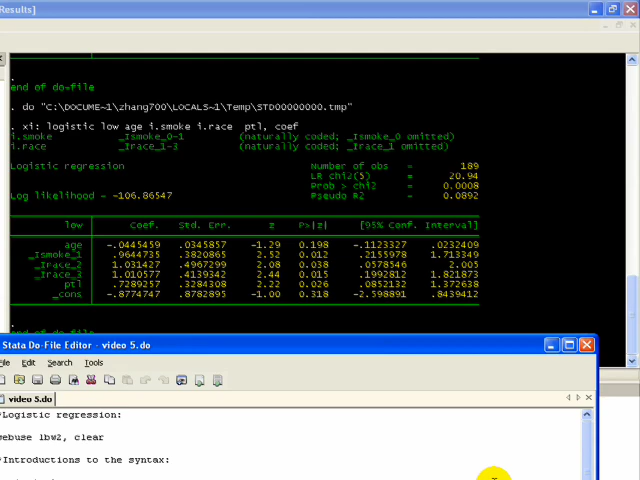 Results]
end of do-file
. do "C:\DOCUME~1\zhang700\LOCALS~1\Temp\STD00000000.tmp"
. xi: logistic low age i.smoke i.race  ptl, coef
i.smoke _Ismoke_0-1 (naturally coded; _Ismoke_0 omitted)
i.race _Irace_1-3 (naturally coded; _Irace_1 omitted)
Logistic regression Number of obs = 189
LR chi2(5) = 20.94
Prob > chi2 = 0.0008
Log likelihood = -106.86547 Pseudo R2 = 0.0892
low Coef. Std. Err. z P>|z| [95% Conf. Interval]
age -.0445459 .0345857 -1.29 0.198 -.1123327 .0232409
_Ismoke_1 .9644735 .3820865 2.52 0.012 .2155978 1.713349
_Irace_2 1.031427 .4967299 2.08 0.038 .0578546 2.005
_Irace_3 1.010577 .4139342 2.44 0.015 .1992812 1.821873
ptl .7289257 .3284308 2.22 0.026 .0852132 1.372638
_cons -.8774747 .8782895 -1.00 0.318 -2.598891 .8439412
end of do-file
Stata Do-File Editor - video 5.do
File Edit Search Tools
video 5.do
*Logistic regression:
webuse lbw2, clear
*Introductions to the syntax: